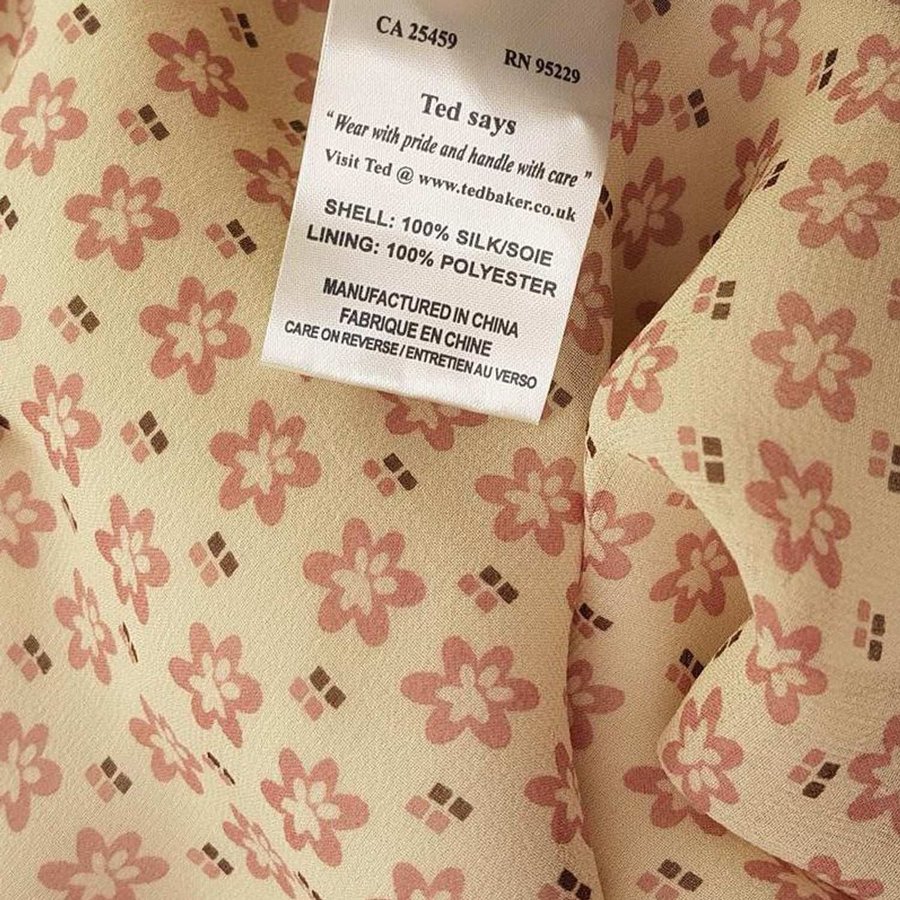 CA 25459 RN 95229
Ted says
"Wear with pride and handle with care"
Visit Ted @ www.tedbaker.co.uk
SHELL: 100% SILK/SOIE
LINING: 100% POLYESTER
MANUFACTURED IN CHINA
FABRIQUE EN CHINE
CARE ON REVERSE / ENTRETIEN AU VERSO